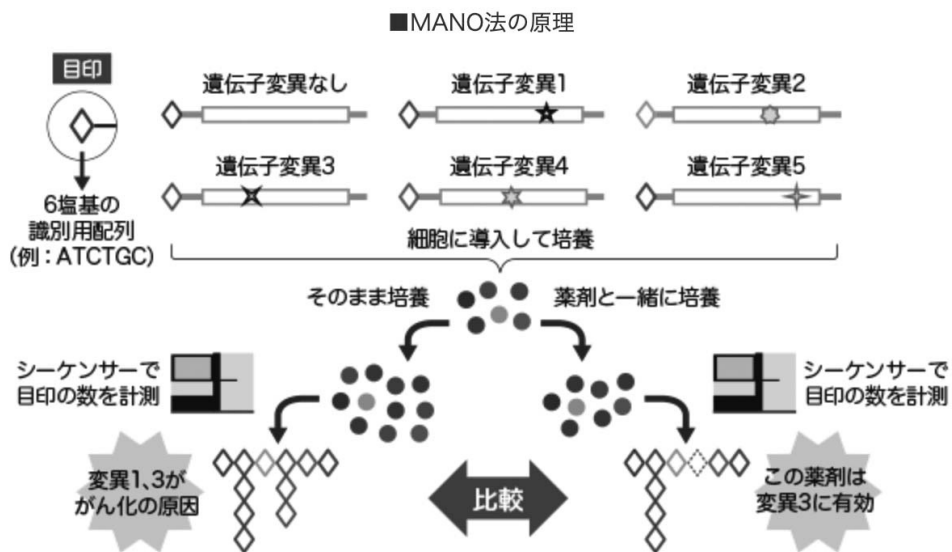 ■MANO法の原理
目印
6塩基の
識別用配列
(例：ATCTGC)
遺伝子変異なし
遺伝子変異1
遺伝子変異2
遺伝子変異3
遺伝子変異4
遺伝子変異5
細胞に導入して培養
そのまま培養
薬剤と一緒に培養
シーケンサーで
目印の数を計測
シーケンサーで
目印の数を計測
変異1、3が
がん化の原因
比較
この薬剤は
変異3に有効